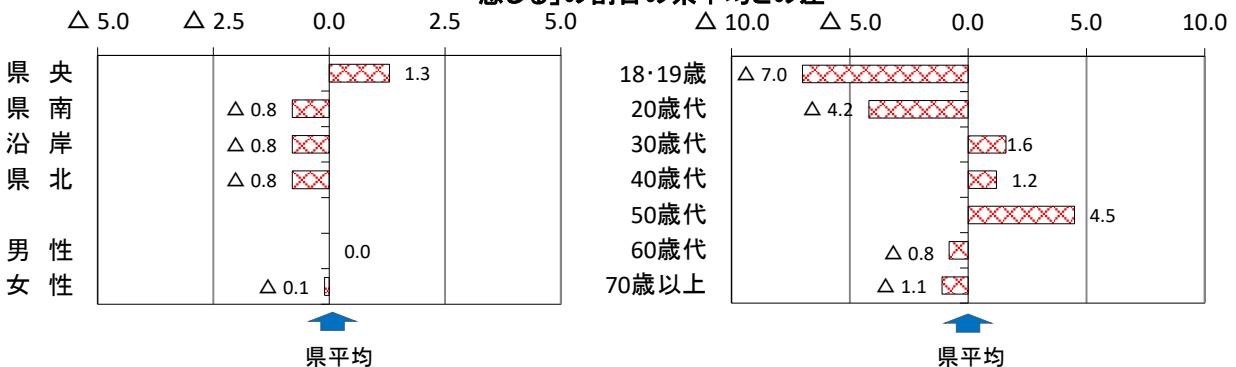 感じる」の割合の県平均との差
△ 5.0 △ 2.5 0.0 2.5 5.0
県 央 1.3
県 南 △ 0.8
沿 岸 △ 0.8
県 北 △ 0.8
男 性 0.0
女 性 △ 0.1
県平均
△ 10.0 △ 5.0 0.0 5.0 10.0
18･19歳 △ 7.0
20歳代 △ 4.2
30歳代 1.6
40歳代 1.2
50歳代 4.5
60歳代 △ 0.8
70歳以上 △ 1.1
県平均